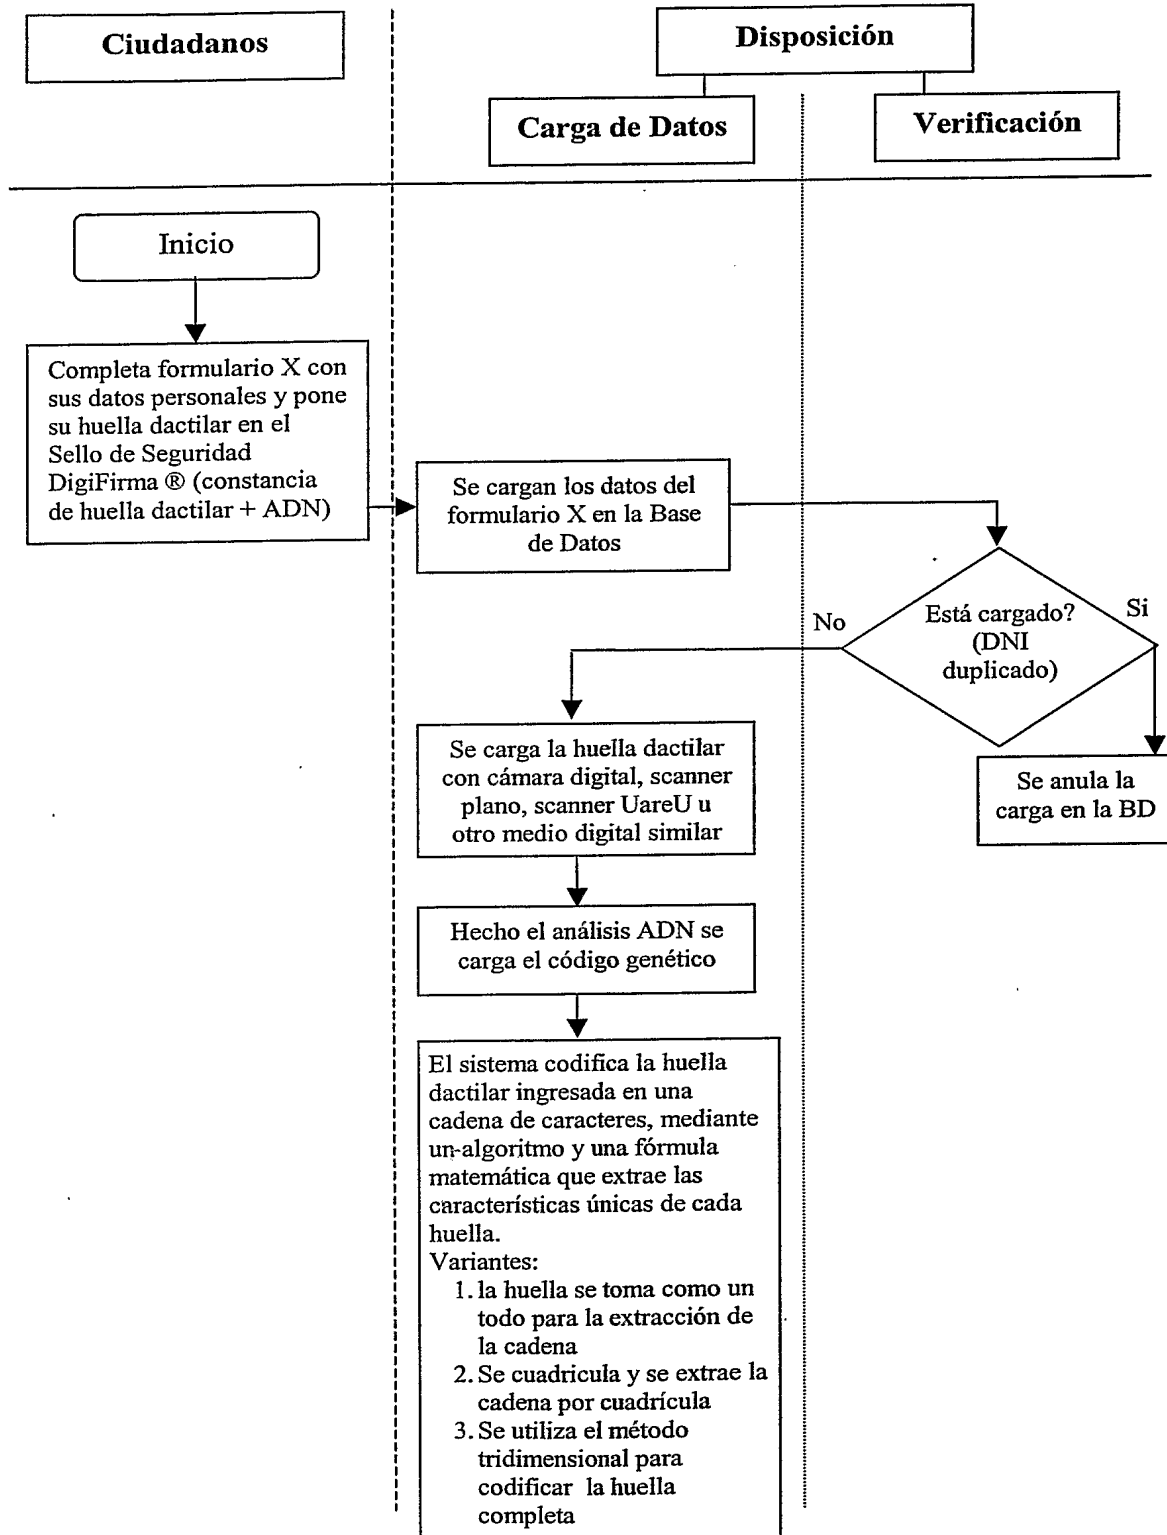 Ciudadanos
Disposición
Carga de Datos
Verificación
Inicio
Completa formulario X con
sus datos personales y pone
su huella dactilar en el
Sello de Seguridad
DigiFirma ® (constancia
de huella dactilar + ADN)
Se cargan los datos del
formulario X en la Base
de Datos
Está cargado?
(DNI
duplicado)
No
Si
Se carga la huella dactilar
con cámara digital, scanner
plano, scanner UareU u
otro medio digital similar
Se anula la
carga en la BD
Hecho el análisis ADN se
carga el código genético
El sistema codifica la huella
dactilar ingresada en una
cadena de caracteres, mediante
un algoritmo y una fórmula
matemática que extrae las
características únicas de cada
huella.
Variantes:
1. la huella se toma como un
todo para la extracción de
la cadena
2. Se cuadricula y se extrae la
cadena por cuadrícula
3. Se utiliza el método
tridimensional para
codificar la huella
completa